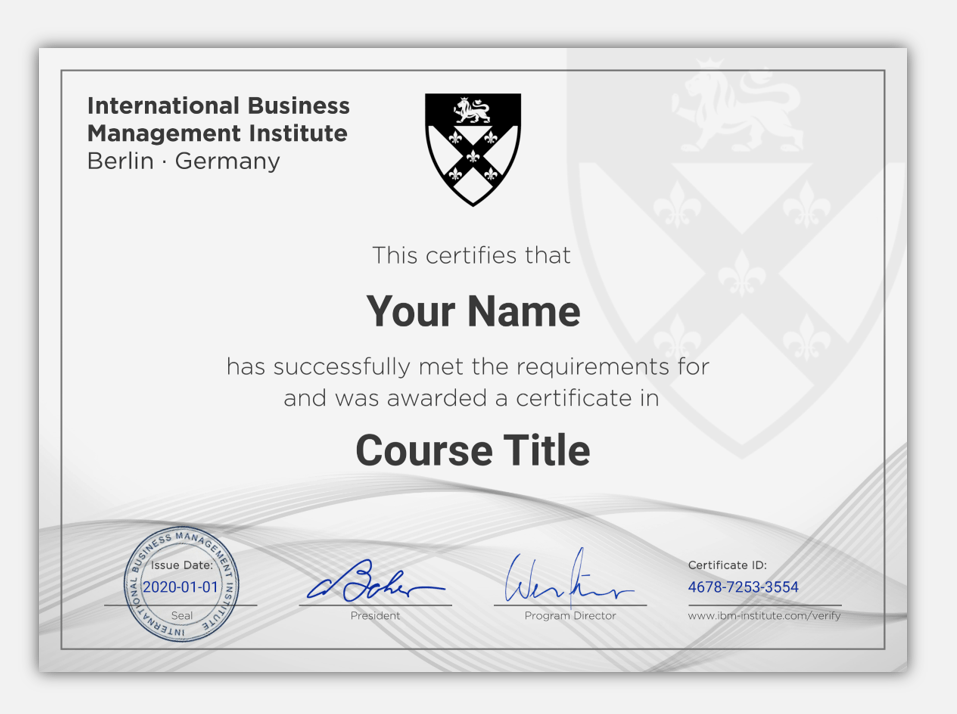 International Business
Management Institute
Berlin · Germany
This certifies that
Your Name
has successfully met the requirements for
and was awarded a certificate in
Course Title
INTERNATIONAL BUSINESS MANAGEMENT INSTITUTE
Issue Date:
2020-01-01
Seal
President
Program Director
Certificate ID:
4678-7253-3554
www.ibm-institute.com/verify